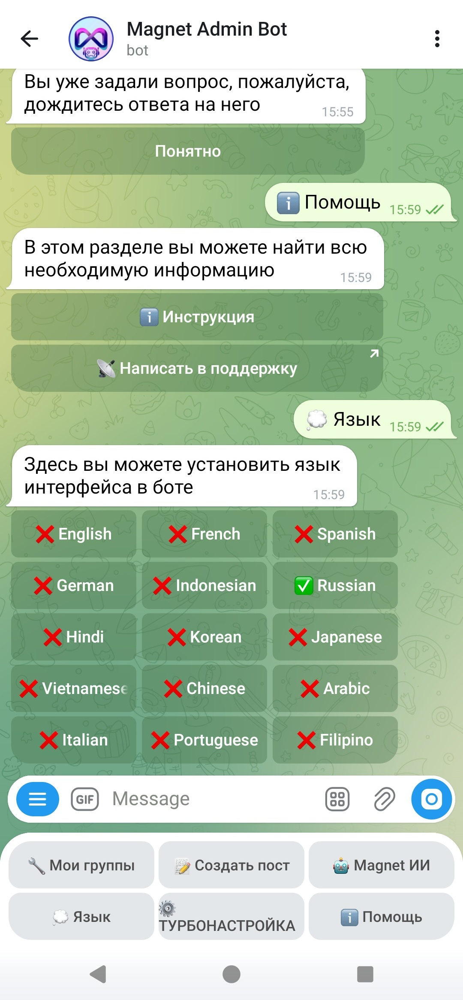 Magnet Admin Bot
bot
Вы уже задали вопрос, пожалуйста,
дождитесь ответа на него
15:55
Понятно
ℹ️ Помощь 15:59
В этом разделе вы можете найти всю
необходимую информацию
15:59
ℹ️ Инструкция
📡 Написать в поддержку
💭 Язык 15:59
Здесь вы можете установить язык
интерфейса в боте
15:59
❌ English ❌ French ❌ Spanish
❌ German ❌ Indonesian ✅ Russian
❌ Hindi ❌ Korean ❌ Japanese
❌ Vietnamese ❌ Chinese ❌ Arabic
❌ Italian ❌ Portuguese ❌ Filipino
GIF Message
🔧 Мои группы 📝 Создать пост 🤖 Magnet ИИ
💭 Язык ⚙️ ТУРБОНАСТРОЙКА ℹ️ Помощь